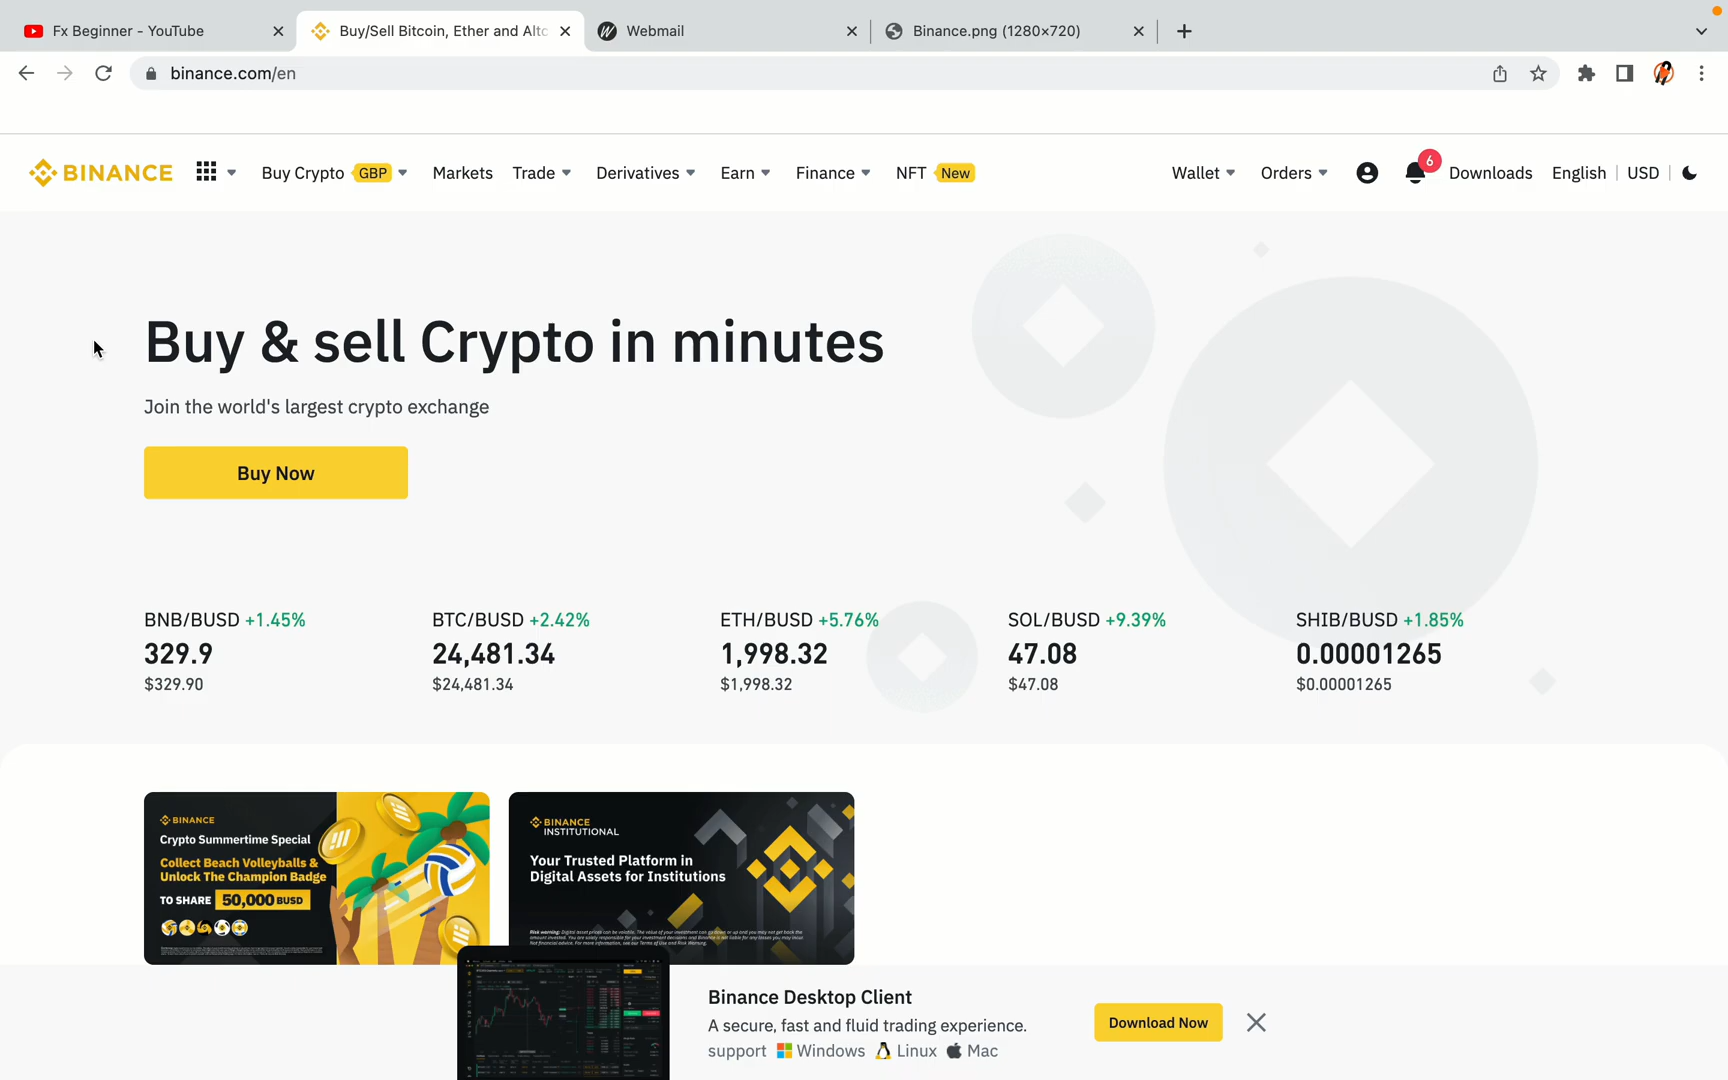 Fx Beginner - YouTube
Buy/Sell Bitcoin, Ether and Altc
Webmail
Binance.png (1280×720)
binance.com/en
BINANCE
Buy Crypto GBP
Markets
Trade
Derivatives
Earn
Finance
NFT New
Wallet
Orders
6
Downloads
English
USD
Buy & sell Crypto in minutes
Join the world's largest crypto exchange
Buy Now
BNB/BUSD +1.45%
329.9
$329.90
BTC/BUSD +2.42%
24,481.34
$24,481.34
ETH/BUSD +5.76%
1,998.32
$1,998.32
SOL/BUSD +9.39%
47.08
$47.08
SHIB/BUSD +1.85%
0.00001265
$0.00001265
BINANCE
Crypto Summertime Special
Collect Beach Volleyballs &
Unlock The Champion Badge
TO SHARE 50,000 BUSD
BINANCE
INSTITUTIONAL
Your Trusted Platform in
Digital Assets for Institutions
Binance Desktop Client
A secure, fast and fluid trading experience.
support Windows Linux Mac
Download Now